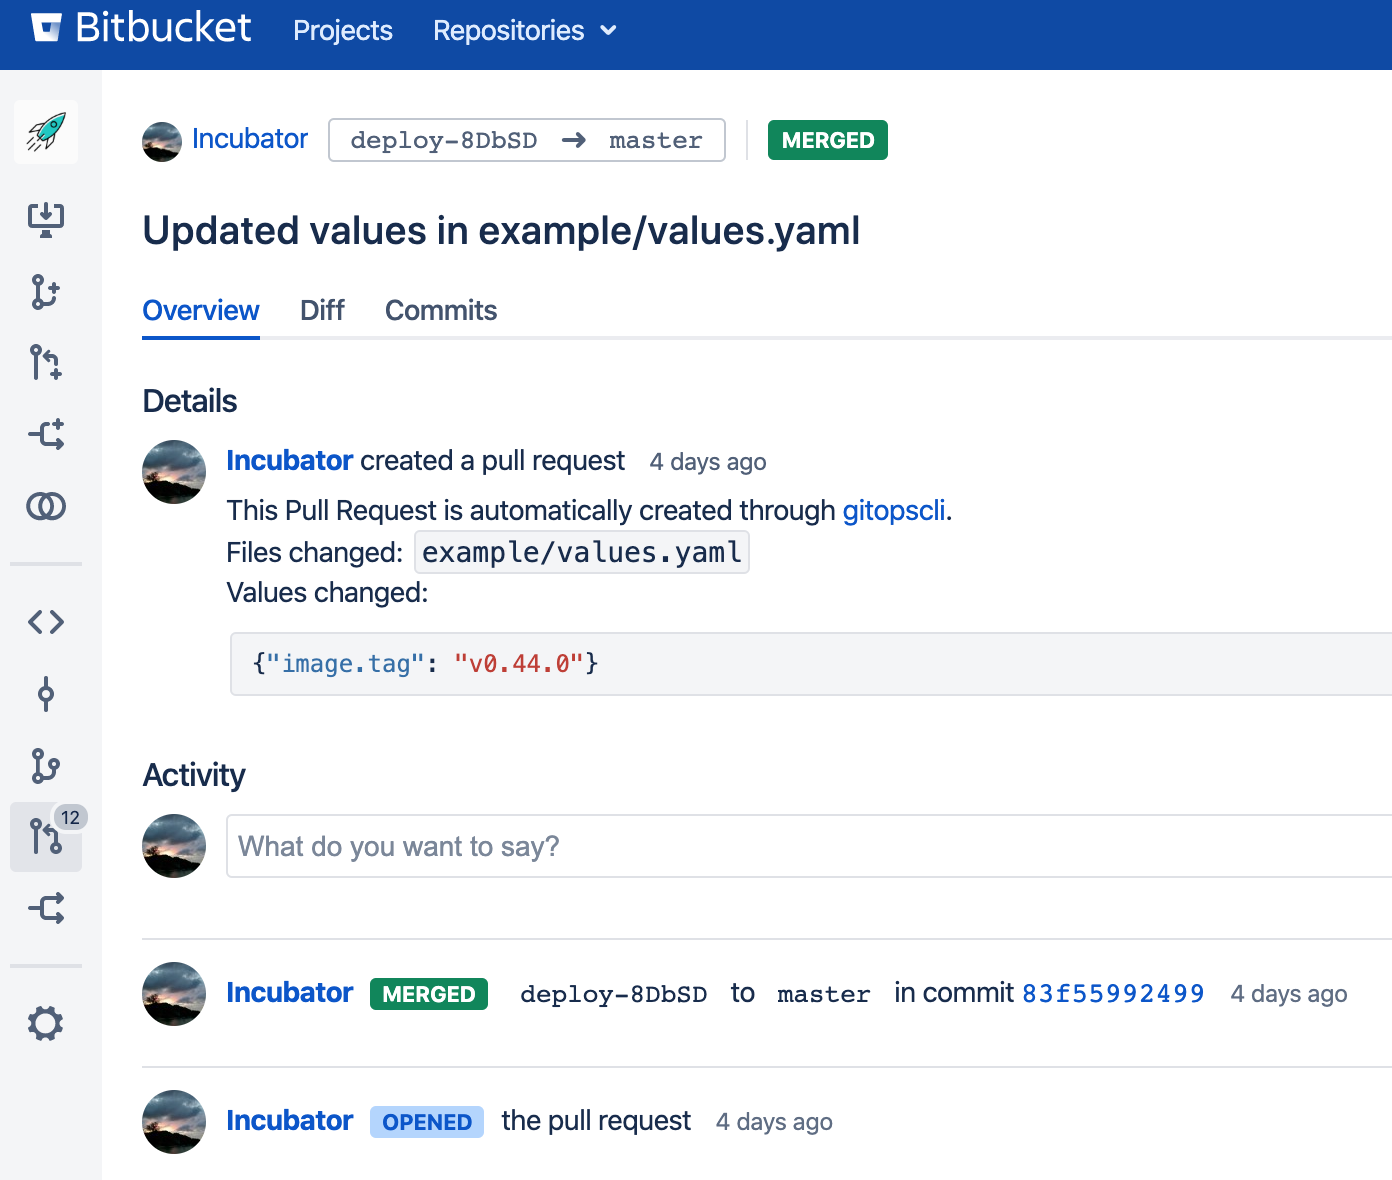 Bitbucket Projects Repositories
Incubator deploy-8DbSD → master MERGED
Updated values in example/values.yaml
Overview Diff Commits
Details
Incubator created a pull request 4 days ago
This Pull Request is automatically created through gitopscli.
Files changed: example/values.yaml
Values changed:
{"image.tag": "v0.44.0"}
Activity
12
What do you want to say?
Incubator MERGED deploy-8DbSD to master in commit 83f55992499 4 days ago
Incubator OPENED the pull request 4 days ago